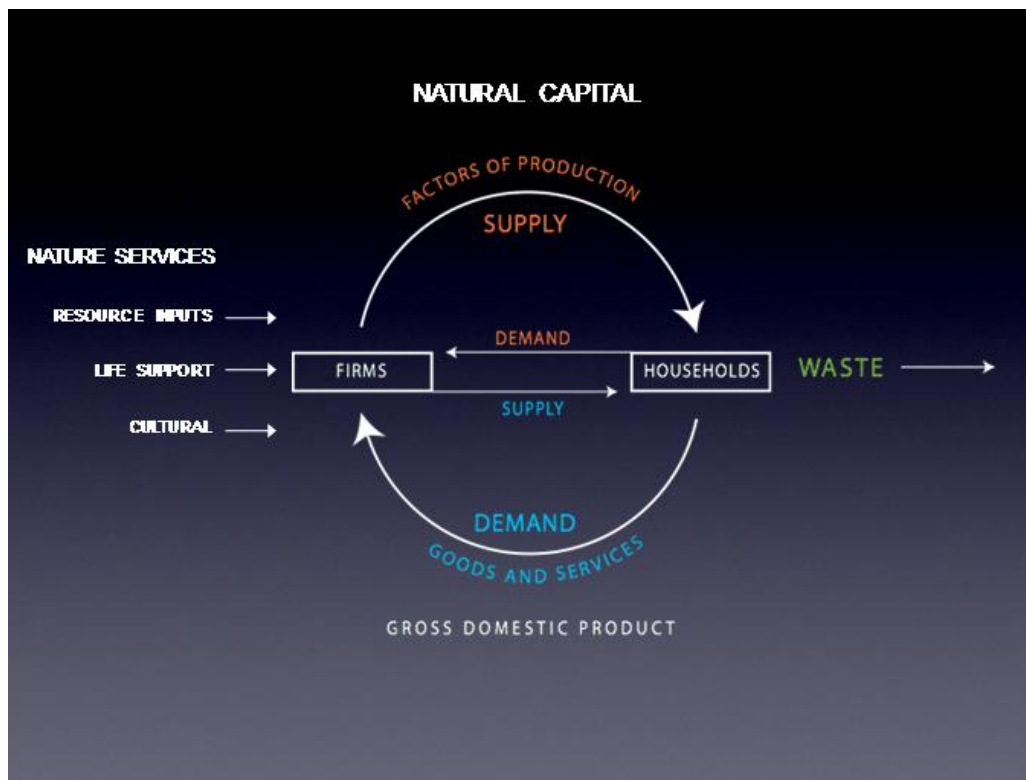 NATURAL CAPITAL
FACTORS OF PRODUCTION
SUPPLY
NATURE SERVICES
RESOURCE INPUTS
DEMAND
LIFE SUPPORT
FIRMS
HOUSEHOLDS
WASTE
SUPPLY
CULTURAL
DEMAND
GOODS AND SERVICES
GROSS DOMESTIC PRODUCT